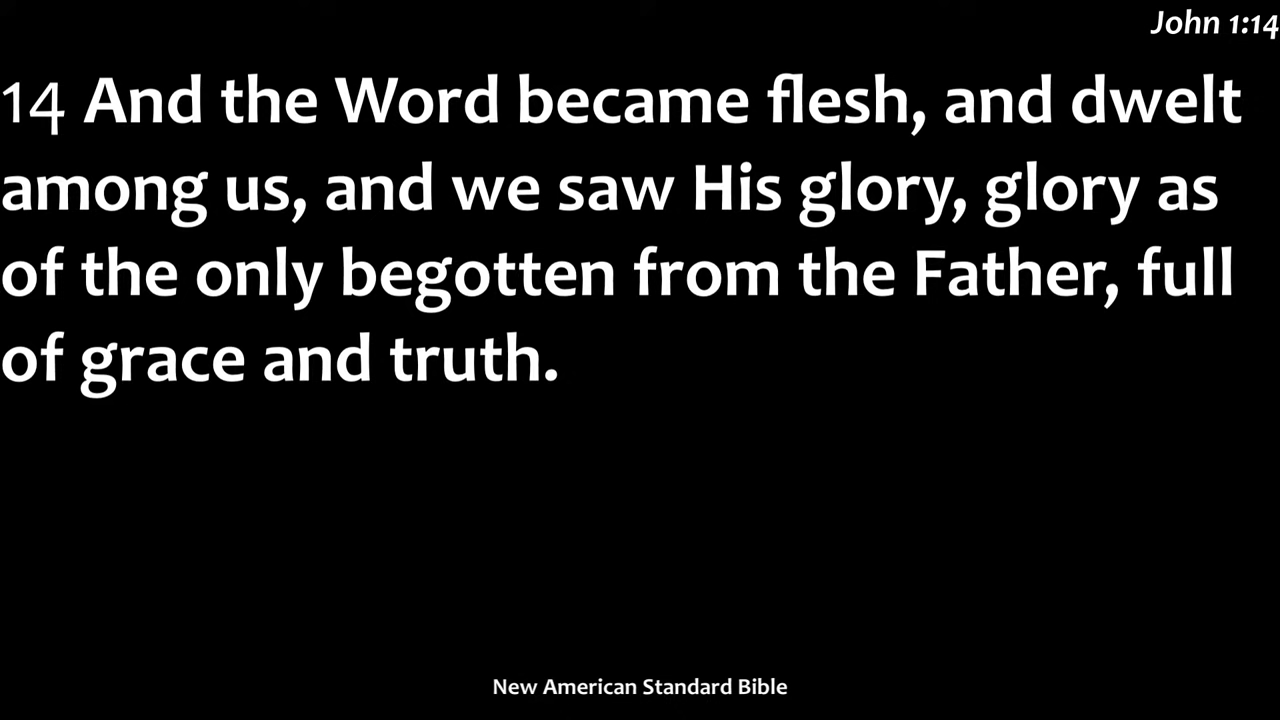 John 1:14
14 And the Word became flesh, and dwelt
among us, and we saw His glory, glory as
of the only begotten from the Father, full
of grace and truth.
New American Standard Bible